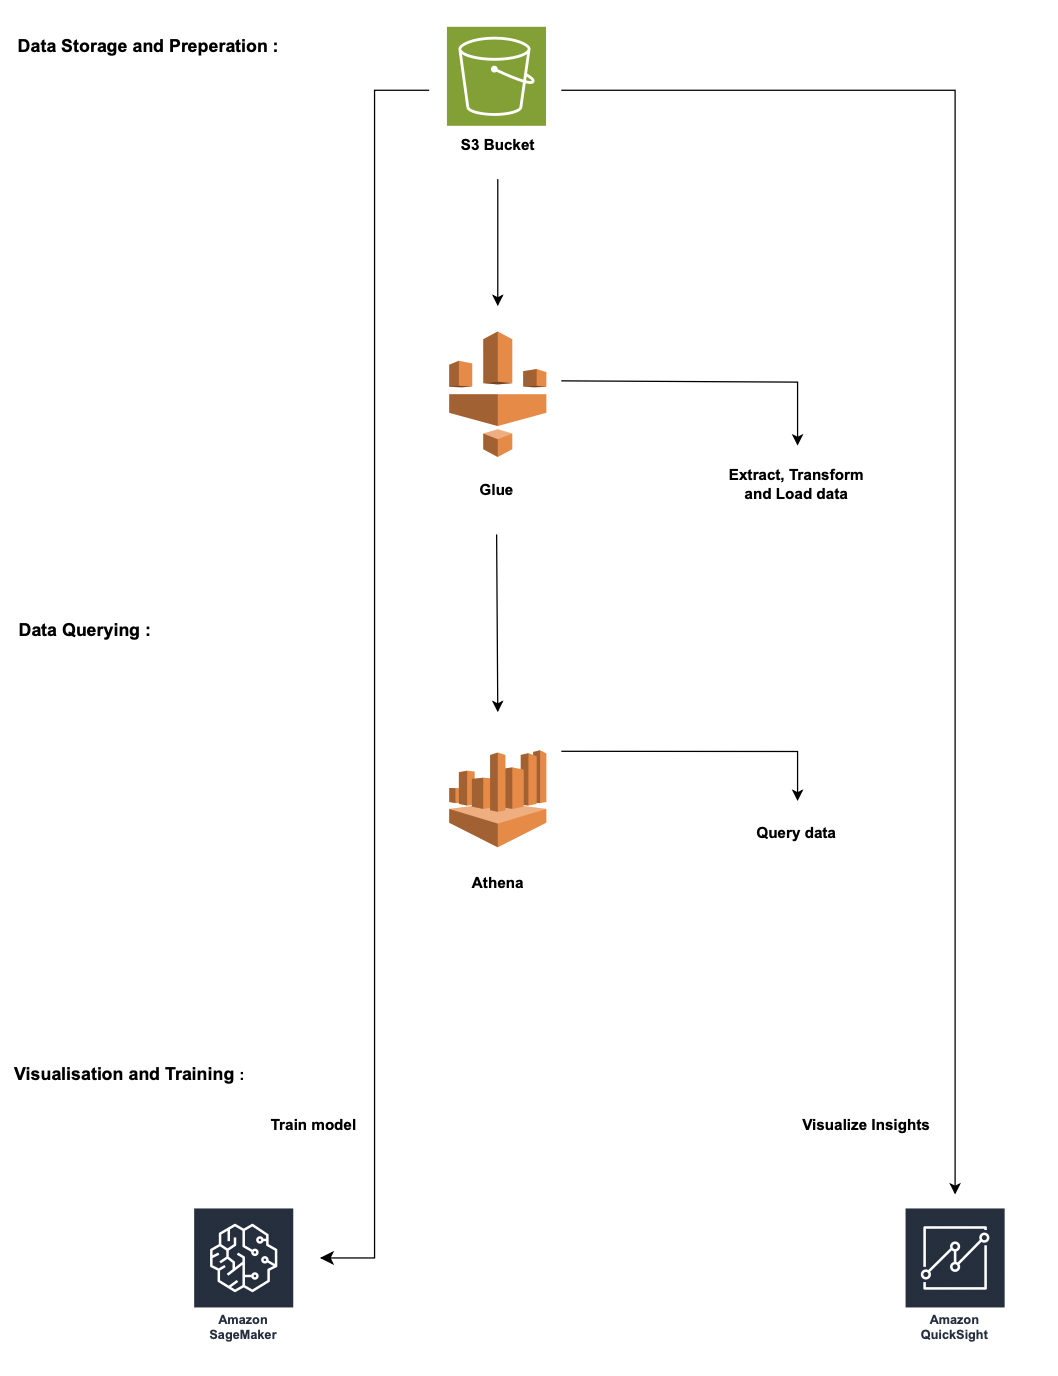 Data Storage and Preperation :
S3 Bucket
Glue
Extract, Transform
and Load data
Data Querying :
Query data
Athena
Visualisation and Training :
Train model
Visualize Insights
Amazon
SageMaker
Amazon
QuickSight